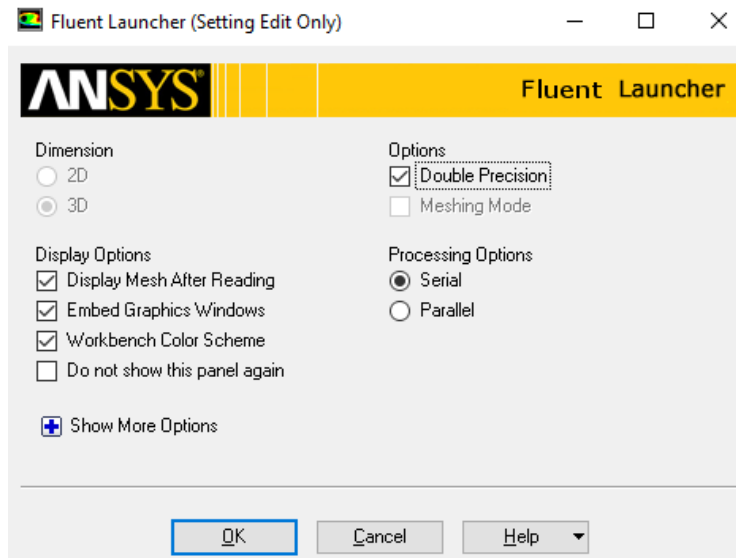 Fluent Launcher (Setting Edit Only)
ANSYS®
Fluent Launcher
Dimension
2D
3D
Options
Double Precision
Meshing Mode
Display Options
Display Mesh After Reading
Embed Graphics Windows
Workbench Color Scheme
Do not show this panel again
Processing Options
Serial
Parallel
Show More Options
OK
Cancel
Help